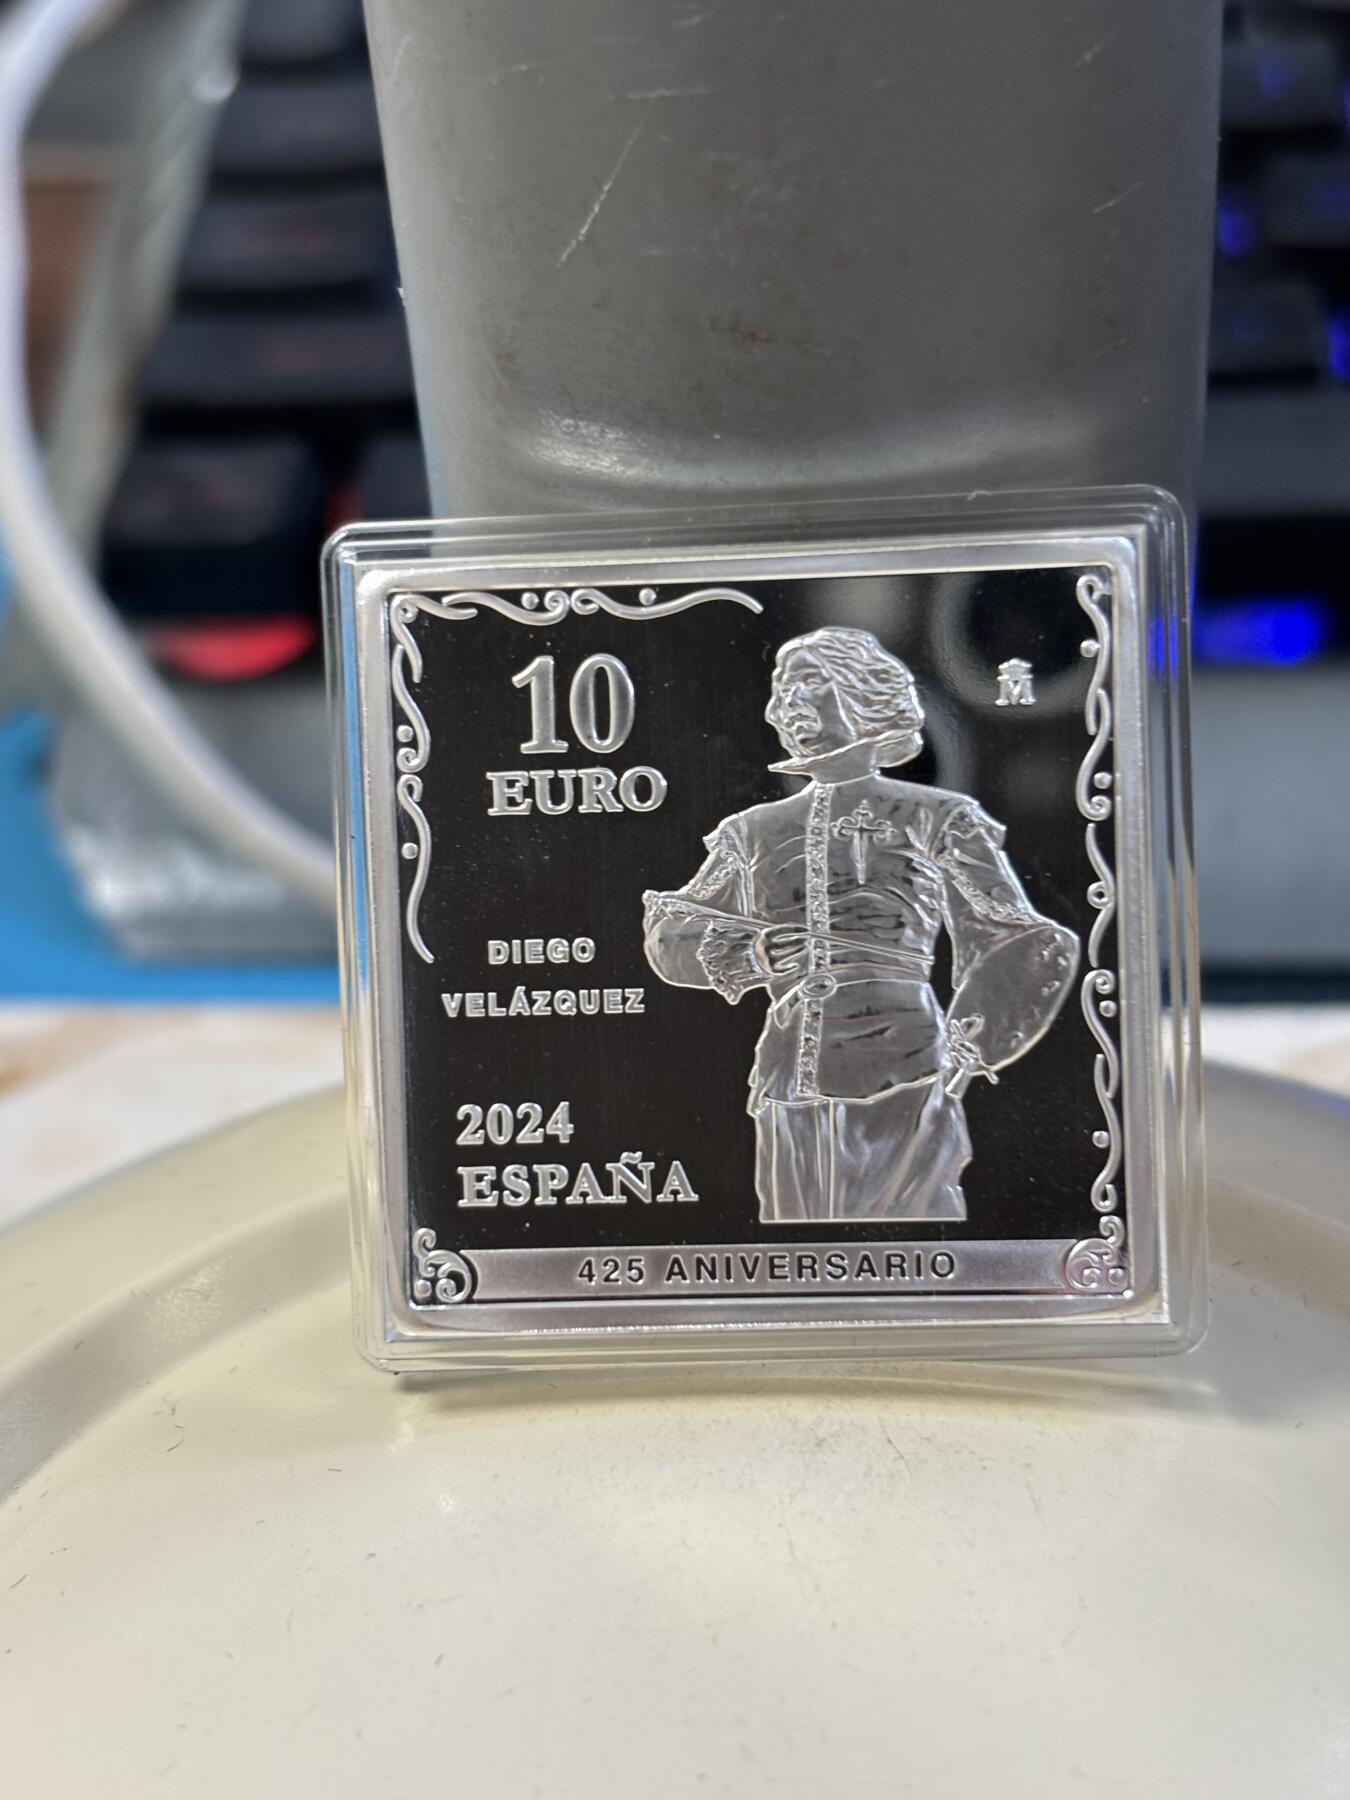 10
EURO
M
DIEGO
VELÁZQUEZ
2024
ESPAÑA
425 ANIVERSARIO